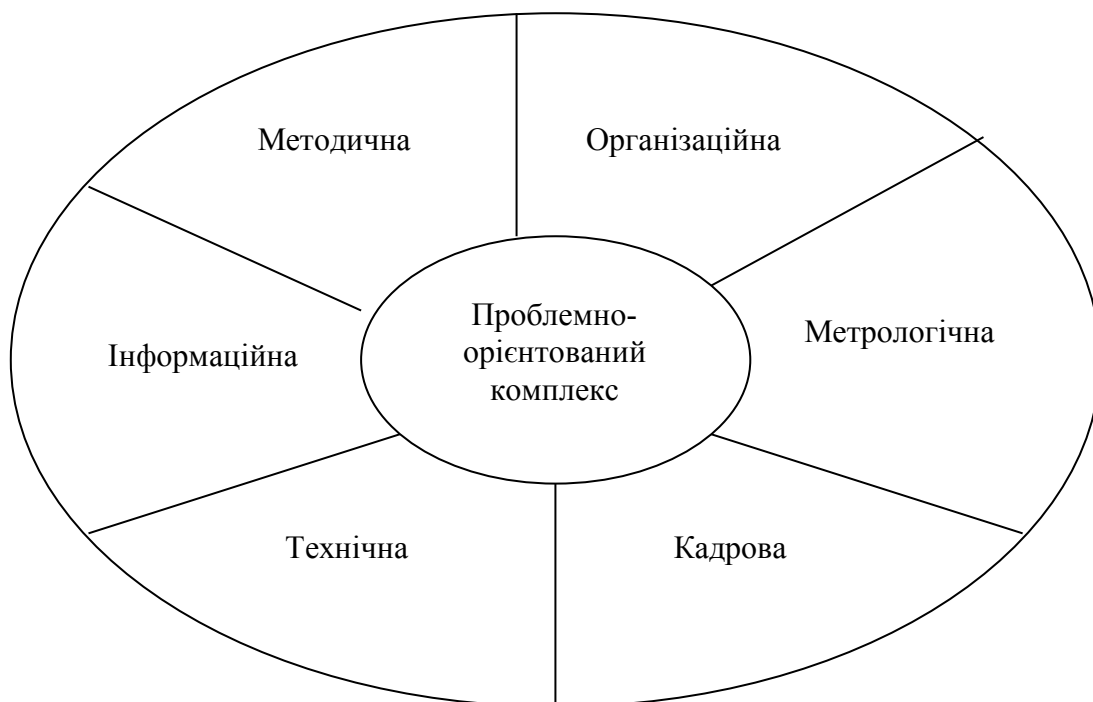 Методична
Організаційна
Проблемно-
орієнтований
комплекс
Метрологічна
Інформаційна
Технічна
Кадрова